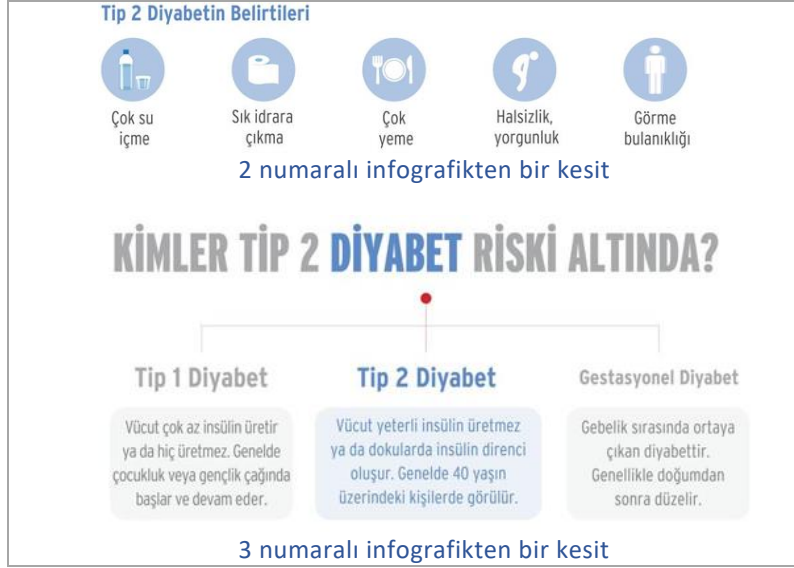 Tip 2 Diyabetin Belirtileri
Çok su
içme
Sık idrara
çıkma
Çok
yeme
Halsizlik,
yorgunluk
Görme
bulanıklığı
2 numaralı infografikten bir kesit
KİMLER TİP 2 DİYABET RİSKİ ALTINDA?
Tip 1 Diyabet
Vücut çok az insülin üretir
ya da hiç üretmez. Genelde
çocukluk veya gençlik çağında
başlar ve devam eder.
Tip 2 Diyabet
Vücut yeterli insülin üretmez
ya da dokularda insülin direnci
oluşur. Genelde 40 yaşın
üzerindeki kişilerde görülür.
Gestasyonel Diyabet
Gebelik sırasında ortaya
çıkan diyabettir.
Genellikle doğumdan
sonra düzelir.
3 numaralı infografikten bir kesit